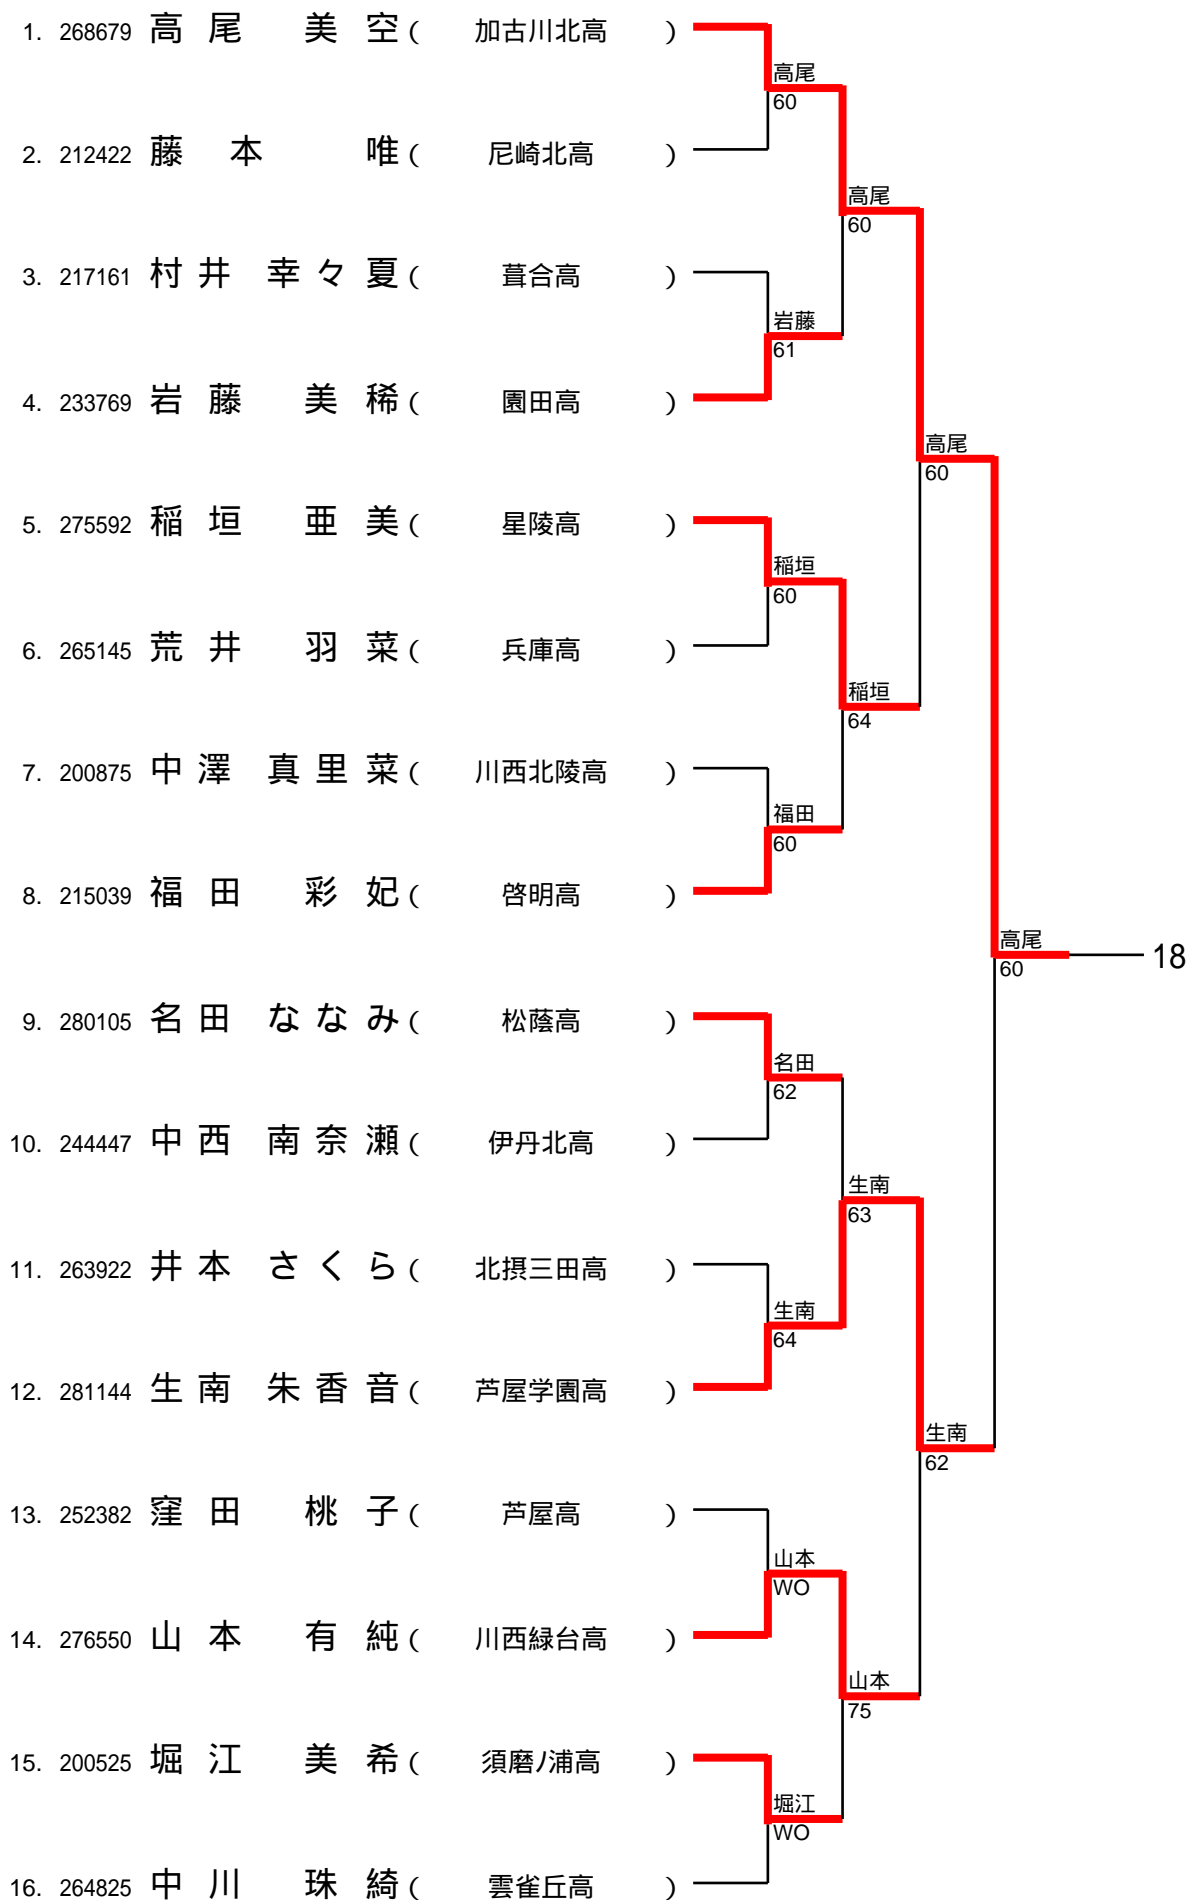 1. 268679 高尾 美空 ( 加古川北高 )
高尾
60
2. 212422 藤本 唯 ( 尼崎北高 )
高尾
60
3. 217161 村井 幸々夏 ( 葺合高 )
岩藤
61
4. 233769 岩藤 美稀 ( 園田高 )
高尾
60
5. 275592 稲垣 亜美 ( 星陵高 )
稲垣
60
6. 265145 荒井 羽菜 ( 兵庫高 )
稲垣
64
7. 200875 中澤 真里菜 ( 川西北陵高 )
福田
60
8. 215039 福田 彩妃 ( 啓明高 )
高尾
60
18
9. 280105 名田 ななみ ( 松蔭高 )
名田
62
10. 244447 中西 南奈瀬 ( 伊丹北高 )
生南
63
11. 263922 井本 さくら ( 北摂三田高 )
生南
64
12. 281144 生南 朱香音 ( 芦屋学園高 )
生南
62
13. 252382 窪田 桃子 ( 芦屋高 )
山本
WO
14. 276550 山本 有純 ( 川西緑台高 )
山本
75
15. 200525 堀江 美希 ( 須磨ノ浦高 )
堀江
WO
16. 264825 中川 珠綺 ( 雲雀丘高 )